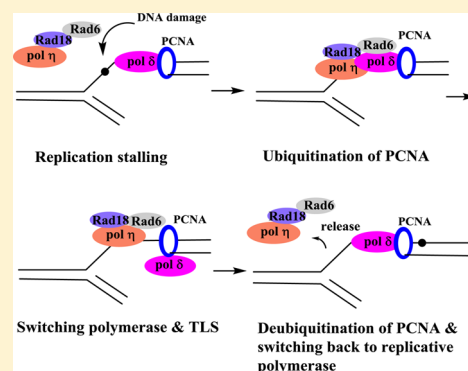 DNA damage
Rad6
Rad18
pol η
PCNA
pol δ
Replication stalling
PCNA
Rad6
Rad18
pol η
pol δ
Ubiquitination of PCNA
Rad18
Rad6
pol η
PCNA
pol δ
Switching polymerase & TLS
Rad6
Rad18
pol η
release
PCNA
pol δ
Deubiquitination of PCNA &
switching back to replicative
polymerase